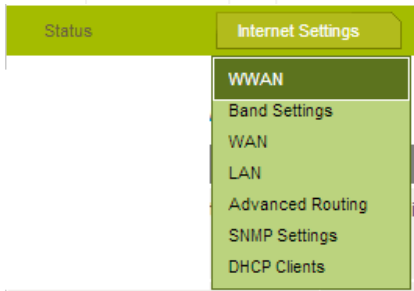 Status
Internet Settings
WWAN
Band Settings
WAN
LAN
Advanced Routing
SNMP Settings
DHCP Clients